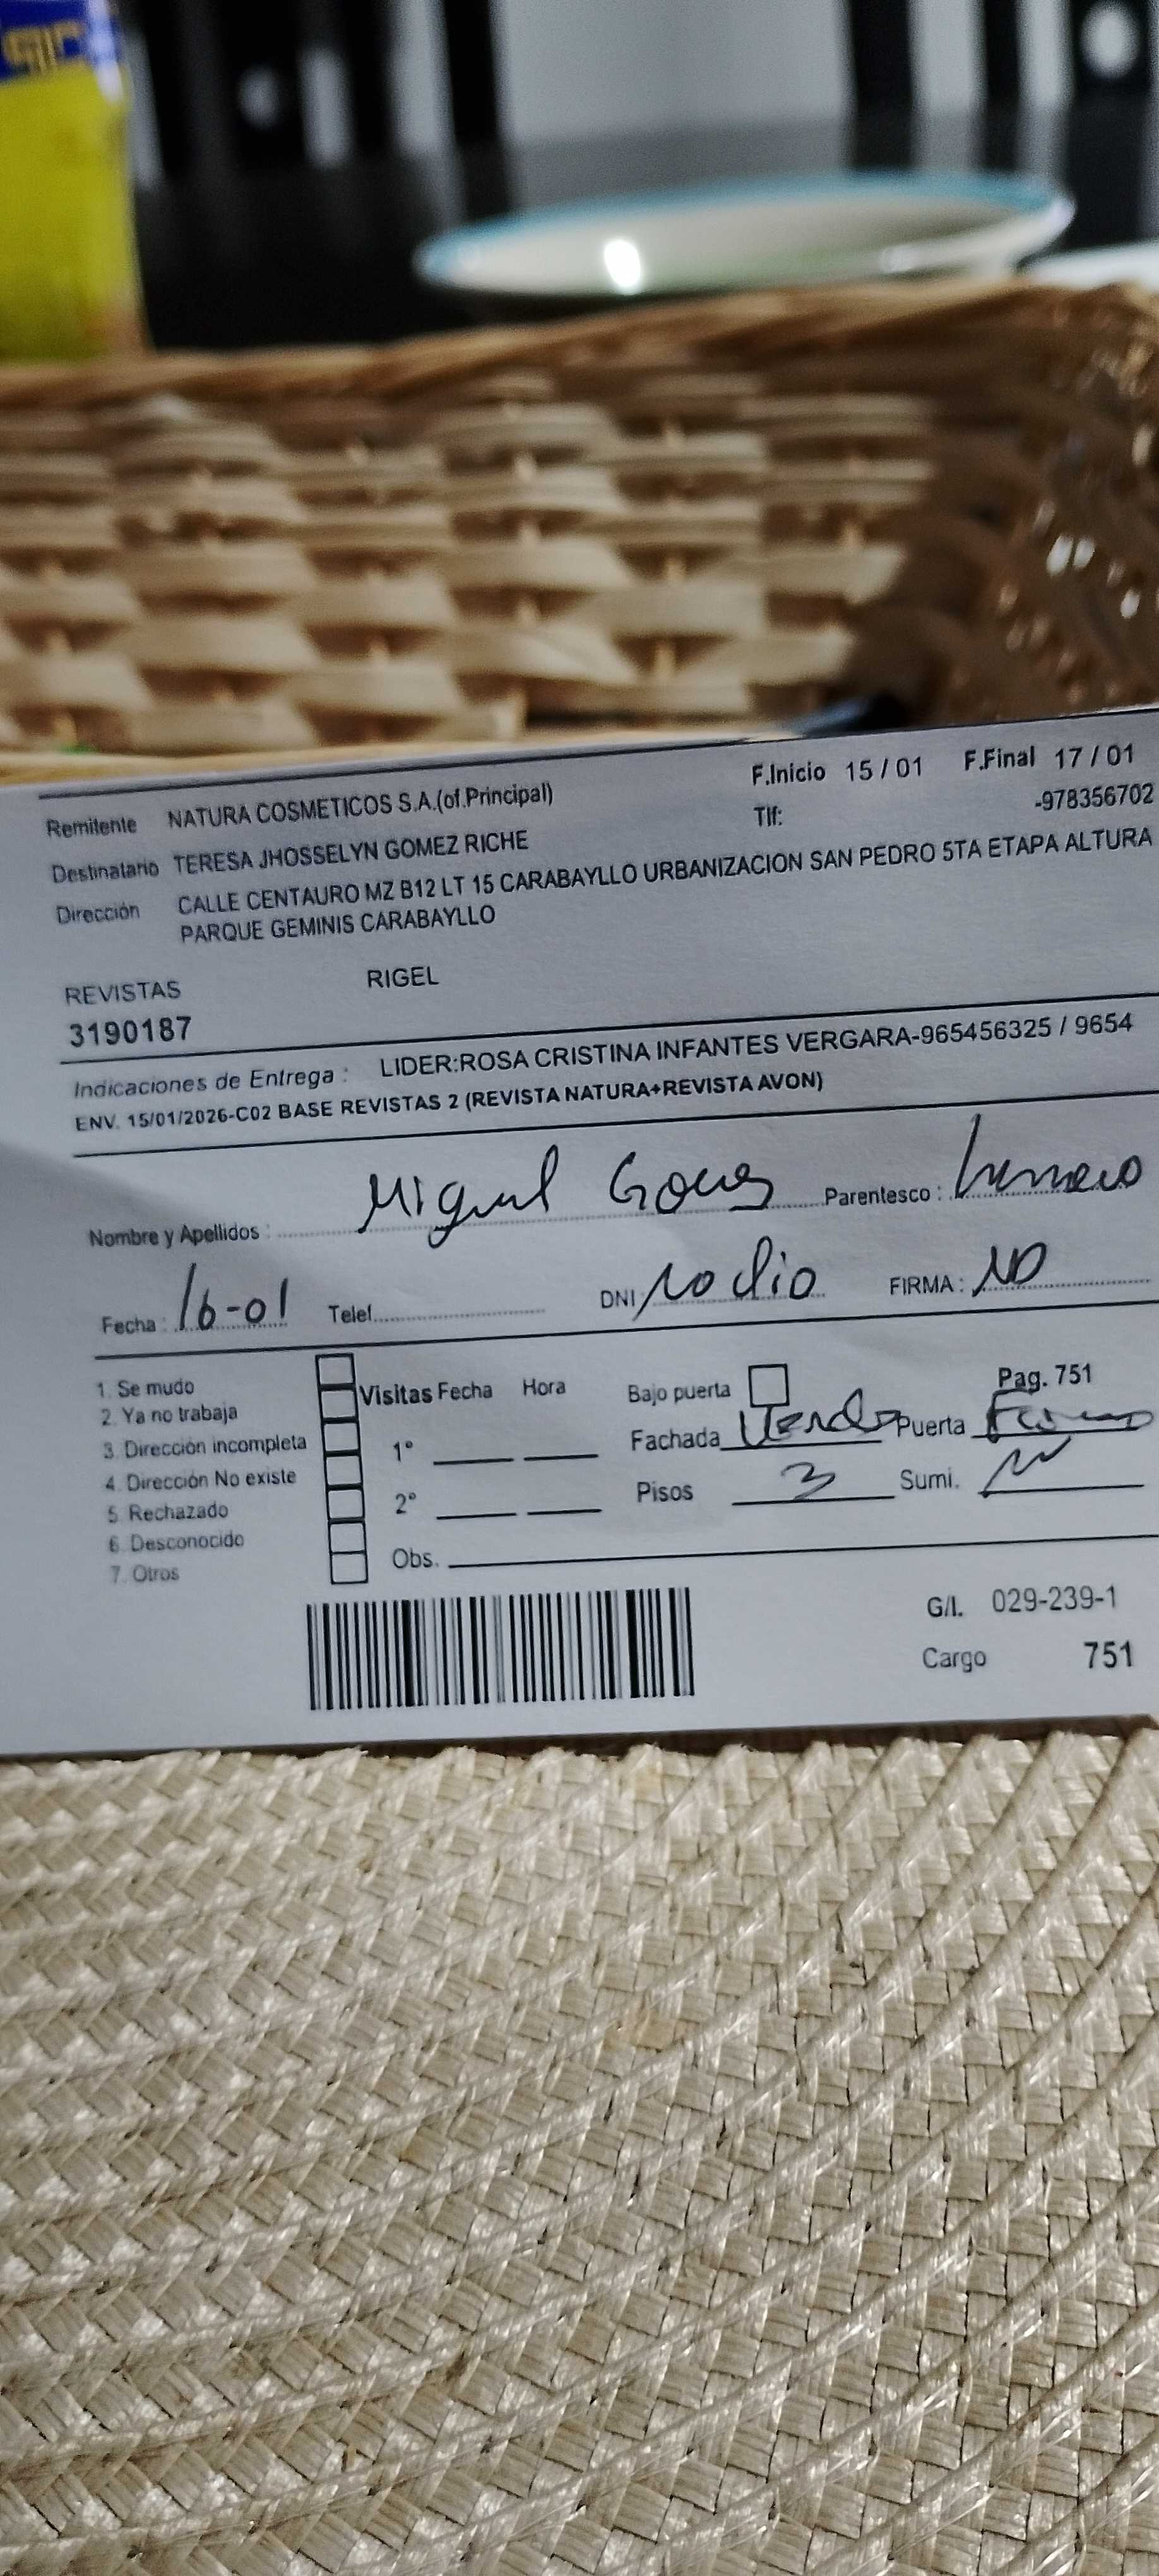 F.Inicio 15 / 01 F.Final 17 / 01
Remitente NATURA COSMETICOS S.A.(of.Principal)
Tlf: -978356702
Destinatario TERESA JHOSSELYN GOMEZ RICHE
Dirección CALLE CENTAURO MZ B12 LT 15 CARABAYLLO URBANIZACION SAN PEDRO 5TA ETAPA ALTURA
PARQUE GEMINIS CARABAYLLO
REVISTAS RIGEL
3190187
Indicaciones de Entrega : LIDER:ROSA CRISTINA INFANTES VERGARA-965456325 / 9654
ENV. 15/01/2026-C02 BASE REVISTAS 2 (REVISTA NATURA+REVISTA AVON)
Nombre y Apellidos : Miguel Gomez Parentesco :
Fecha : 16-01 Telef. DNI No dio FIRMA : NO
1. Se mudo
2. Ya no trabaja
3. Dirección incompleta
4. Dirección No existe
5. Rechazado
6. Desconocido
7. Otros
Visitas Fecha Hora
1°
2°
Obs.
Bajo puerta Pag. 751
Fachada Verde Puerta
Pisos 3 Sumi.
G/I. 029-239-1
Cargo 751